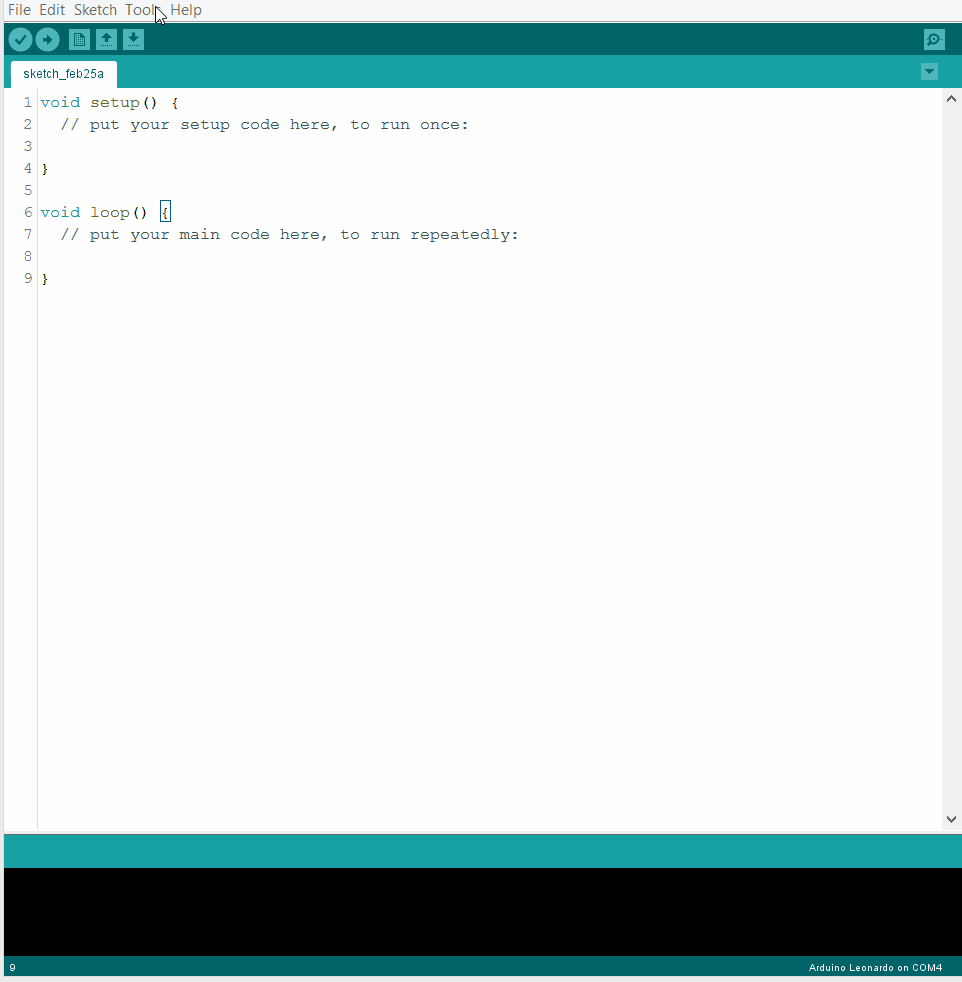 File Edit Sketch Tools Help
sketch_feb25a
1 void setup() {
2 // put your setup code here, to run once:
3
4 }
5
6 void loop() {
7 // put your main code here, to run repeatedly:
8
9 }
9 Arduino Leonardo on COM4